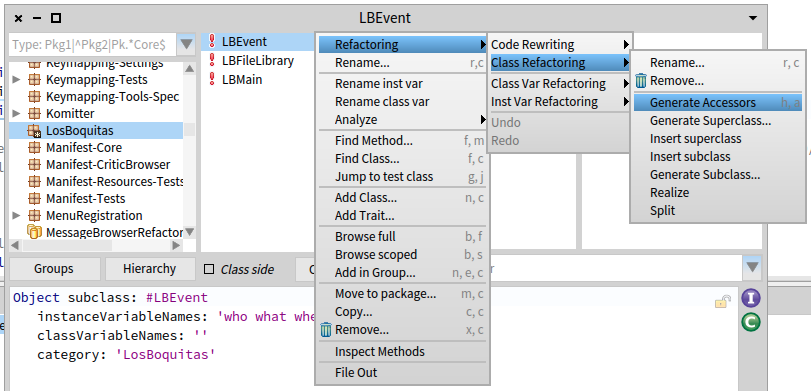 LBEvent
Type: Pkg1|^Pkg2|Pk.*Core$
Keymapping-Settings
Keymapping-Tests
Keymapping-Tools-Spec
Komitter
LosBoquitas
Manifest-Core
Manifest-CriticBrowser
Manifest-Resources-Tests
Manifest-Tests
MenuRegistration
MessageBrowserRefactor
LBEvent
LBFileLibrary
LBMain
Refactoring
Rename... r,c
Rename inst var
Rename class var
Analyze
Find Method... f, m
Find Class... f, c
Jump to test class g, j
Add Class... n, c
Add Trait...
Browse full b, f
Browse scoped b, s
Add in Group... n, e, c
Move to package... m, c
Copy... c, c
Remove... x, c
Inspect Methods
File Out
Code Rewriting
Class Refactoring
Class Var Refactoring
Inst Var Refactoring
Undo
Redo
Rename... r, c
Remove...
Generate Accessors h, a
Generate Superclass...
Insert superclass
Insert subclass
Generate Subclass...
Realize
Split
Groups
Hierarchy
Class side
Object subclass: #LBEvent
instanceVariableNames: 'who what whe
classVariableNames: ''
category: 'LosBoquitas'
I
C